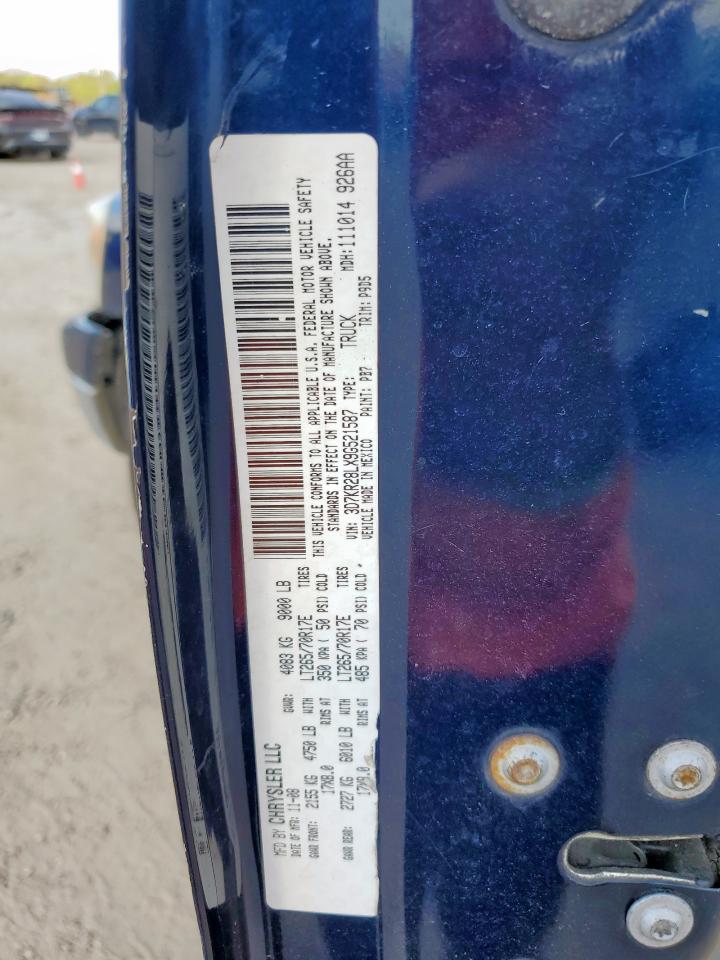 MFD BY CHRYSLER LLC
DATE OF MFR: 11-08 GVWR: 4083 KG 9000 LB
GAWR FRONT: 2155 KG 4750 LB WITH LT265/70R17E TIRES
17X8.0 RIMS AT 350 KPA ( 50 PSI) COLD
GAWR REAR: 2727 KG 6010 LB WITH LT265/70R17E TIRES
17X8.0 RIMS AT 485 KPA ( 70 PSI) COLD
THIS VEHICLE CONFORMS TO ALL APPLICABLE U.S.A. FEDERAL MOTOR VEHICLE SAFETY
STANDARDS IN EFFECT ON THE DATE OF MANUFACTURE SHOWN ABOVE.
VIN: 3D7KR28LX9G521587 TYPE: TRUCK MDH:111014 926AA
VEHICLE MADE IN MEXICO PAINT: PB7 TRIM: P9D5